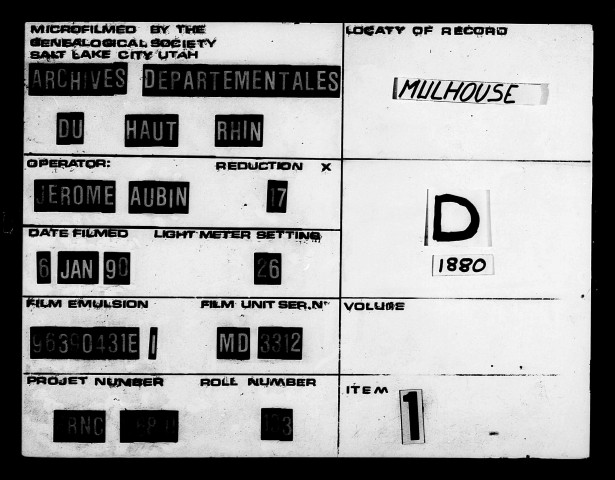 MICROFILMED BY THE
GENEALOGICAL SOCIETY
SALT LAKE CITY UTAH
ARCHIVES DEPARTEMENTALES
DU HAUT RHIN
LOCATY OF RECORD
MULHOUSE
OPERATOR: REDUCTION X
JEROME AUBIN 17
D
1880
DATE FILMED LIGHT METER SETTING
6 JAN 90 26
FILM EMULSION FILM UNIT SER.N°
MD 3312
VOLUME
PROJET NUMBER ROLL NUMBER
ITEM
1